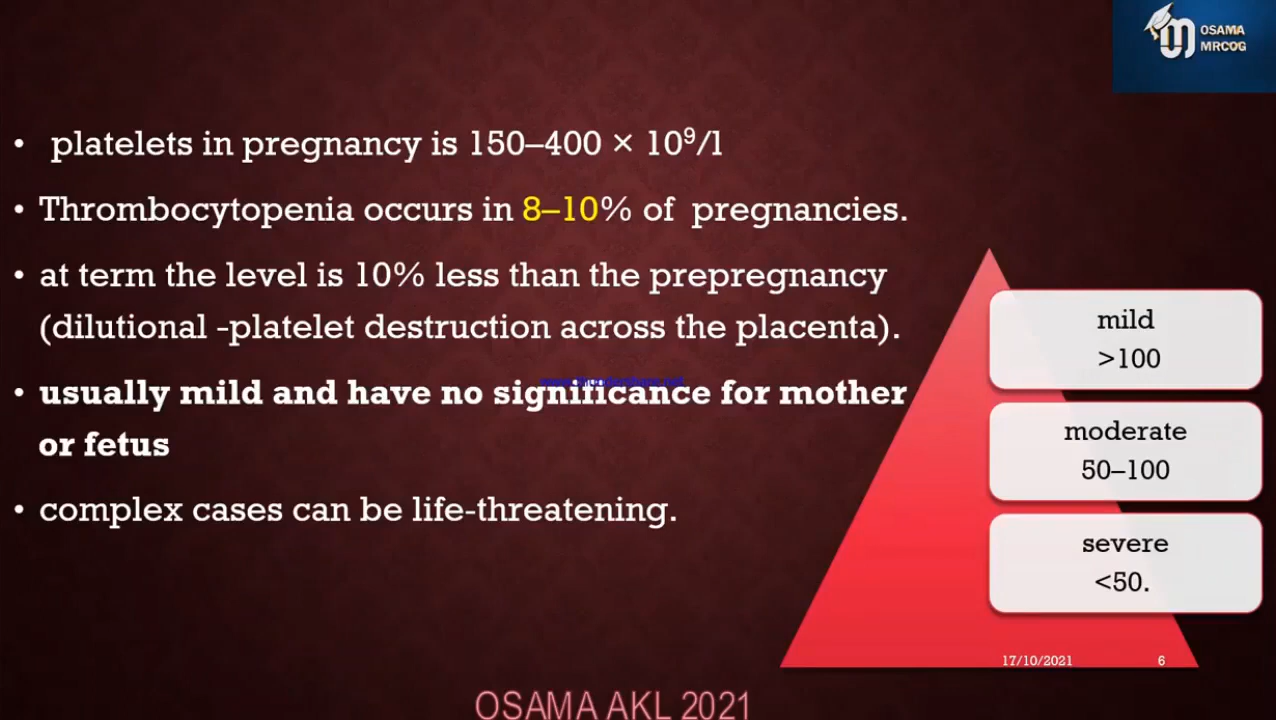 OSAMA
MRCOG
• platelets in pregnancy is 150–400 × 10⁹/l
• Thrombocytopenia occurs in 8–10% of pregnancies.
• at term the level is 10% less than the prepregnancy
(dilutional -platelet destruction across the placenta).
• usually mild and have no significance for mother
or fetus
• complex cases can be life-threatening.
mild
>100
moderate
50–100
severe
<50.
17/10/2021 6
OSAMA AKL 2021